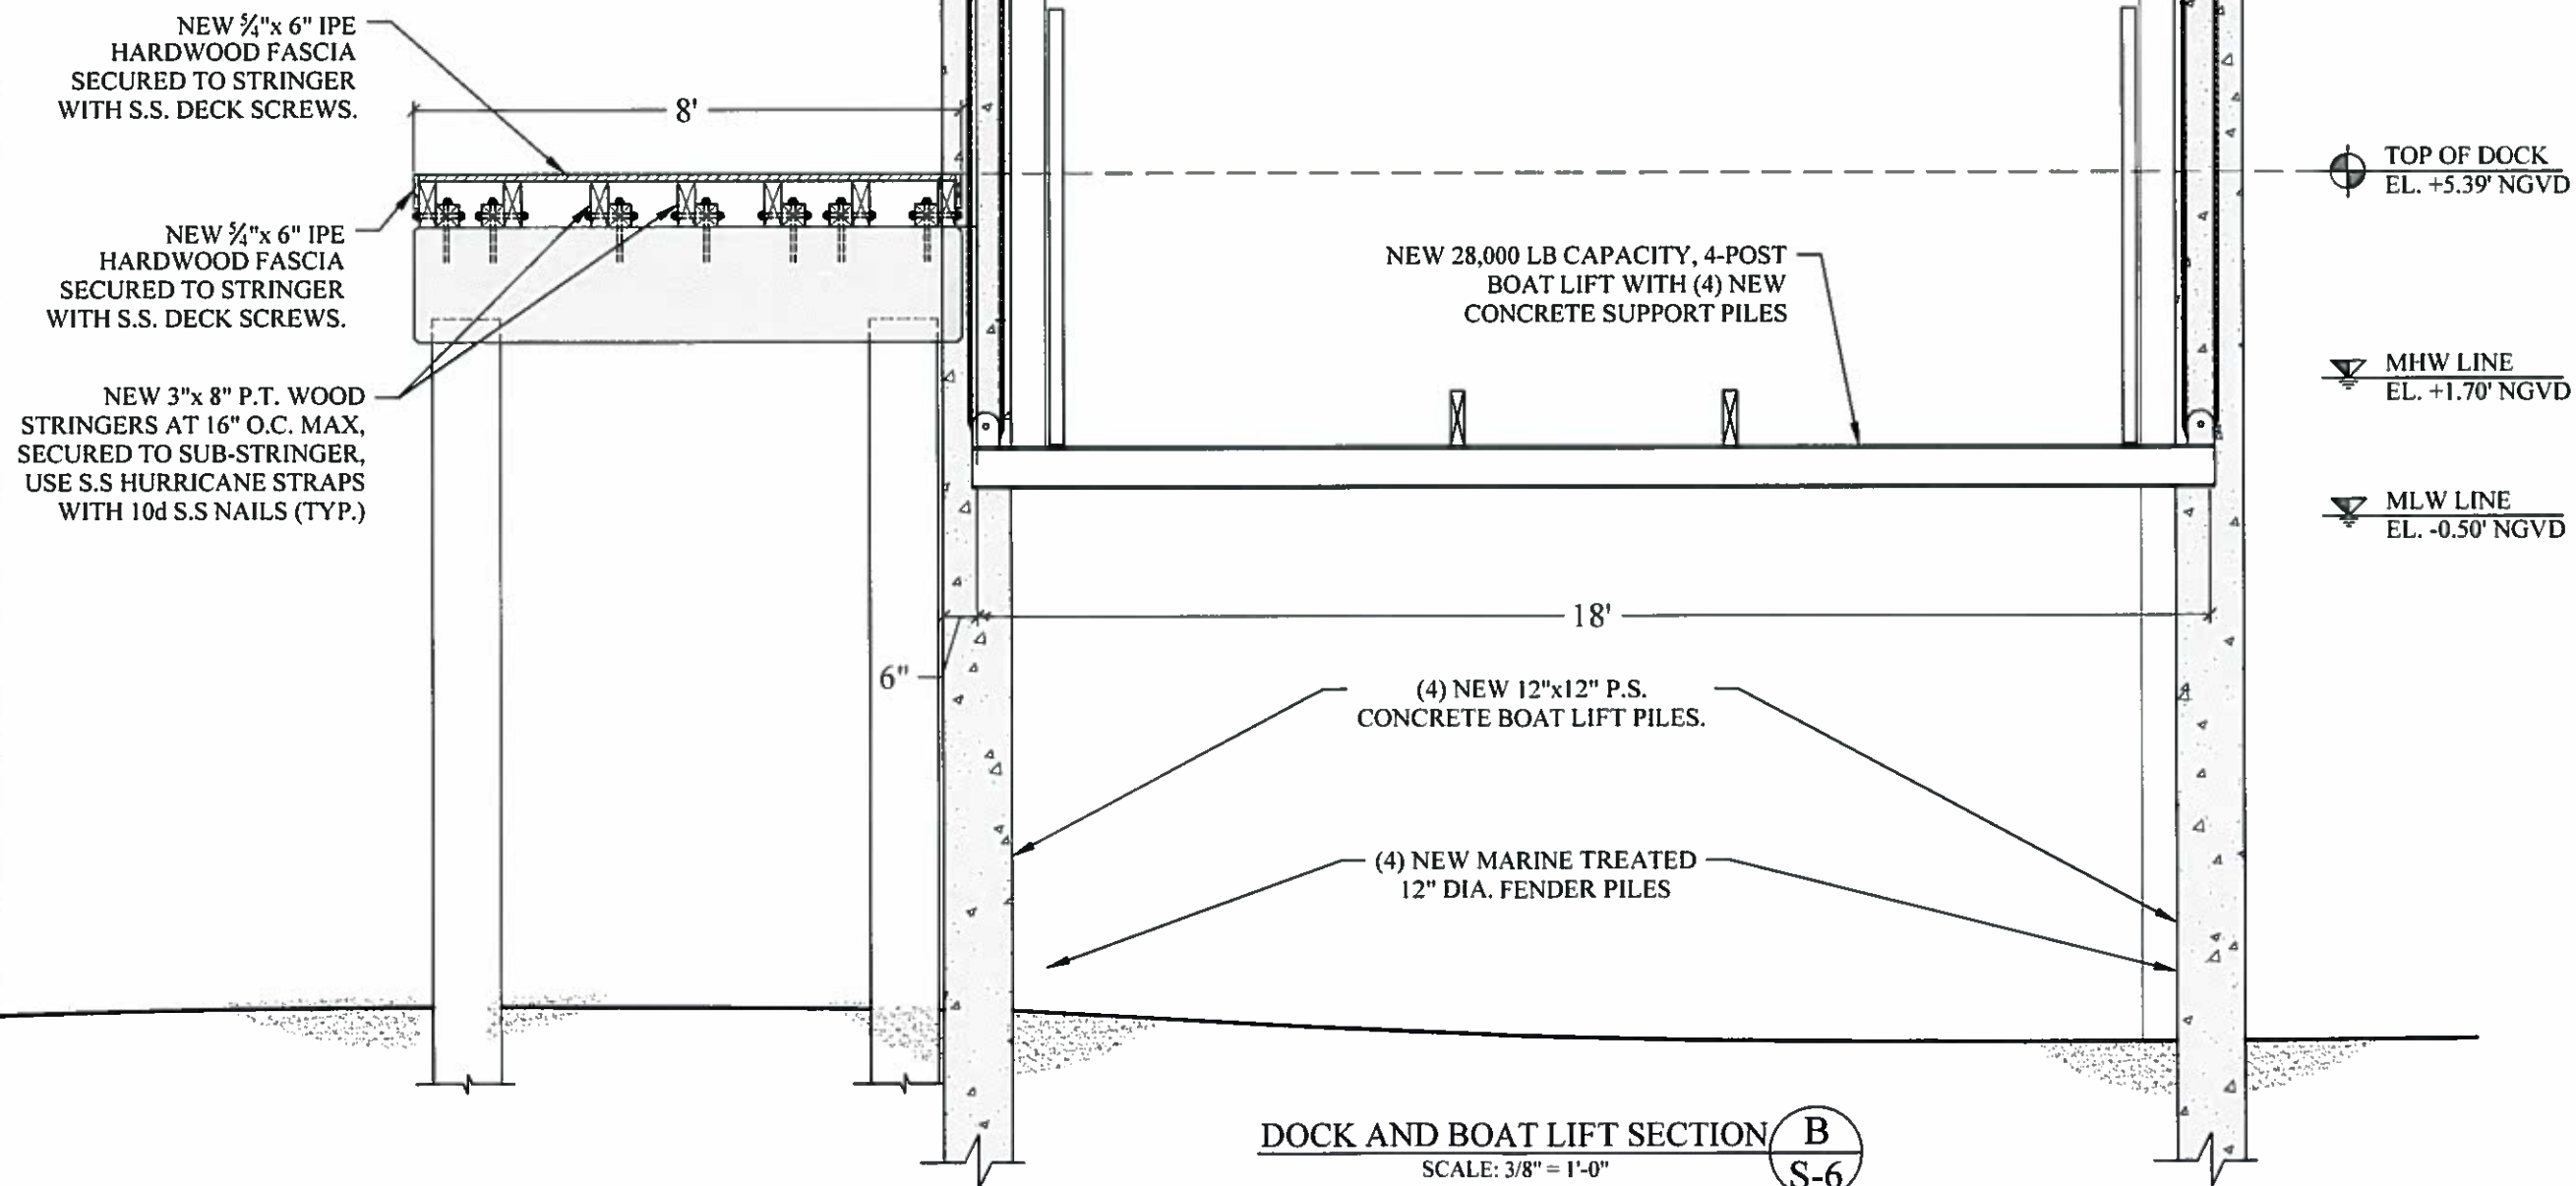 NEW 5/4"x 6" IPE
HARDWOOD FASCIA
SECURED TO STRINGER
WITH S.S. DECK SCREWS.
8'
NEW 5/4"x 6" IPE
HARDWOOD FASCIA
SECURED TO STRINGER
WITH S.S. DECK SCREWS.
NEW 3"x 8" P.T. WOOD
STRINGERS AT 16" O.C. MAX,
SECURED TO SUB-STRINGER,
USE S.S HURRICANE STRAPS
WITH 10d S.S NAILS (TYP.)
NEW 28,000 LB CAPACITY, 4-POST
BOAT LIFT WITH (4) NEW
CONCRETE SUPPORT PILES
TOP OF DOCK
EL. +5.39' NGVD
MHW LINE
EL. +1.70' NGVD
MLW LINE
EL. -0.50' NGVD
18'
6"
(4) NEW 12"x12" P.S.
CONCRETE BOAT LIFT PILES.
(4) NEW MARINE TREATED
12" DIA. FENDER PILES
DOCK AND BOAT LIFT SECTION
SCALE: 3/8" = 1'-0"
B
S-6